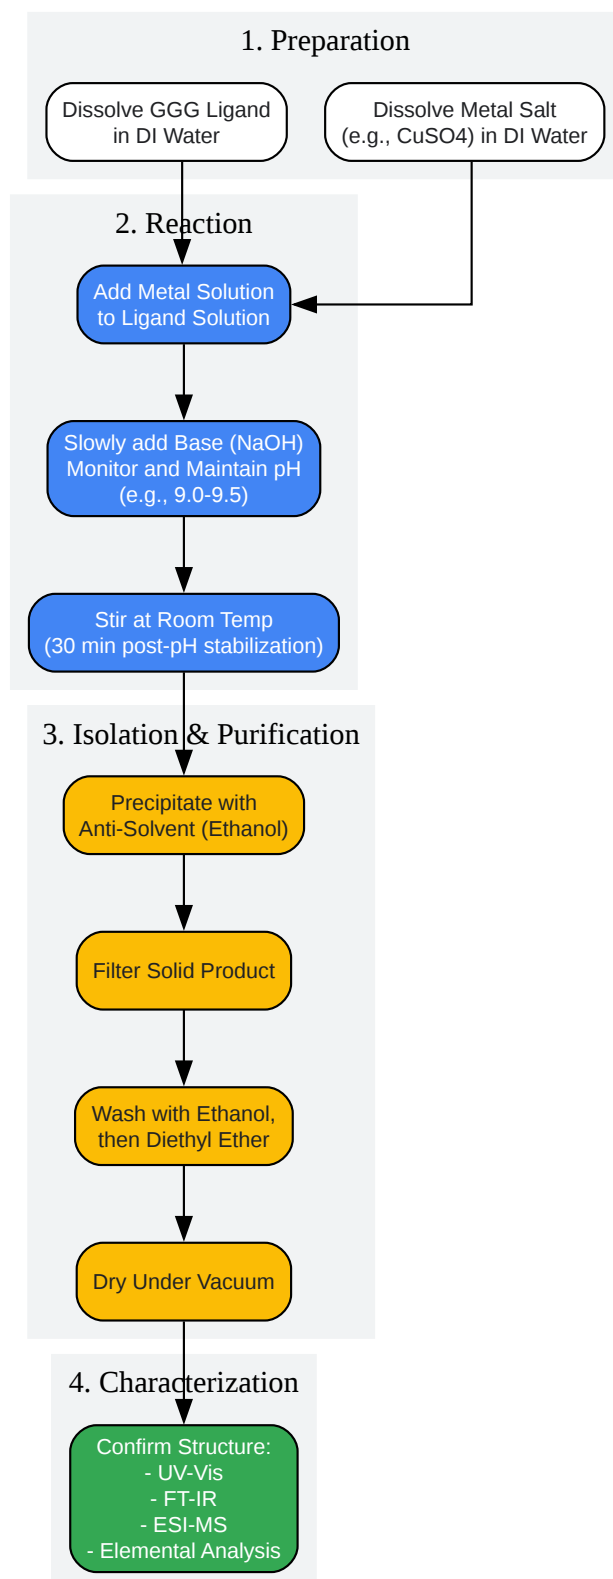 1. Preparation
Dissolve GGG Ligand
in DI Water
Dissolve Metal Salt
(e.g., CuSO4) in DI Water
2. Reaction
Add Metal Solution
to Ligand Solution
Slowly add Base (NaOH)
Monitor and Maintain pH
(e.g., 9.0-9.5)
Stir at Room Temp
(30 min post-pH stabilization)
3. Isolation & Purification
Precipitate with
Anti-Solvent (Ethanol)
Filter Solid Product
Wash with Ethanol,
then Diethyl Ether
Dry Under Vacuum
4. Characterization
Confirm Structure:
- UV-Vis
- FT-IR
- ESI-MS
- Elemental Analysis